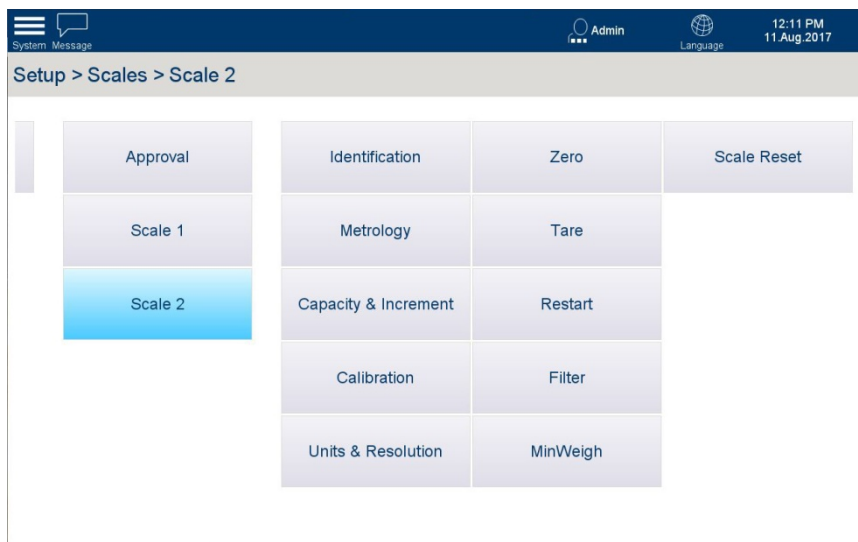 System Message
Admin
Language
12:11 PM
11.Aug.2017
Setup > Scales > Scale 2
Approval
Identification
Zero
Scale Reset
Scale 1
Metrology
Tare
Scale 2
Capacity & Increment
Restart
Calibration
Filter
Units & Resolution
MinWeigh